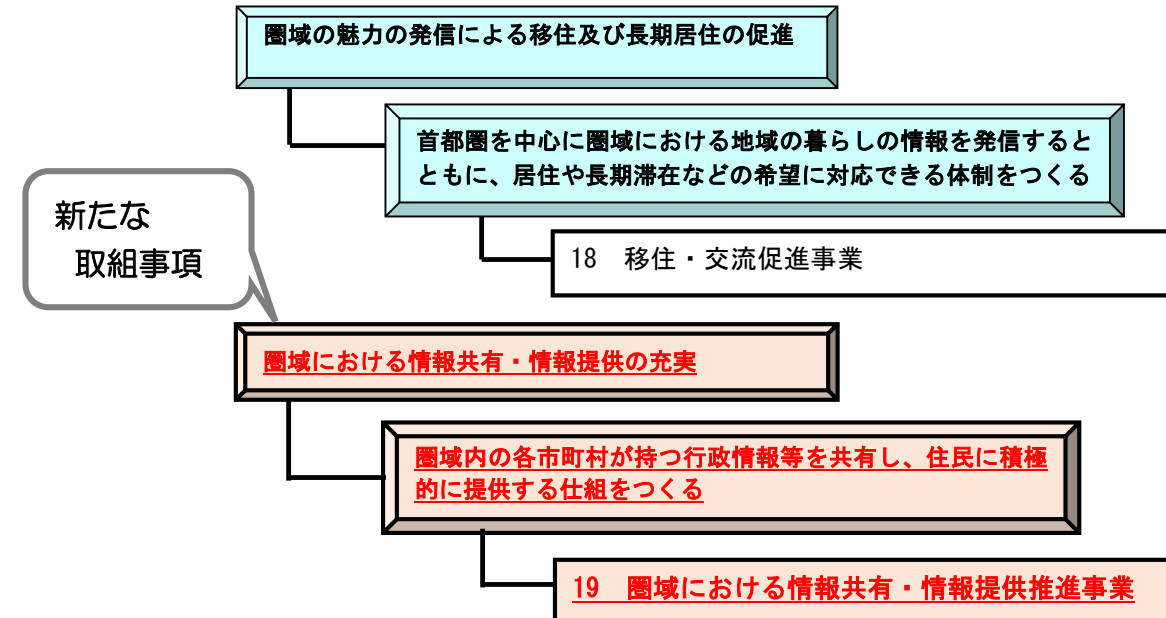 圏域の魅力の発信による移住及び長期居住の促進
首都圏を中心に圏域における地域の暮らしの情報を発信すると
ともに、居住や長期滞在などの希望に対応できる体制をつくる
新たな
取組事項
18　移住・交流促進事業
圏域における情報共有・情報提供の充実
圏域内の各市町村が持つ行政情報等を共有し、住民に積極
的に提供する仕組をつくる
19　圏域における情報共有・情報提供推進事業